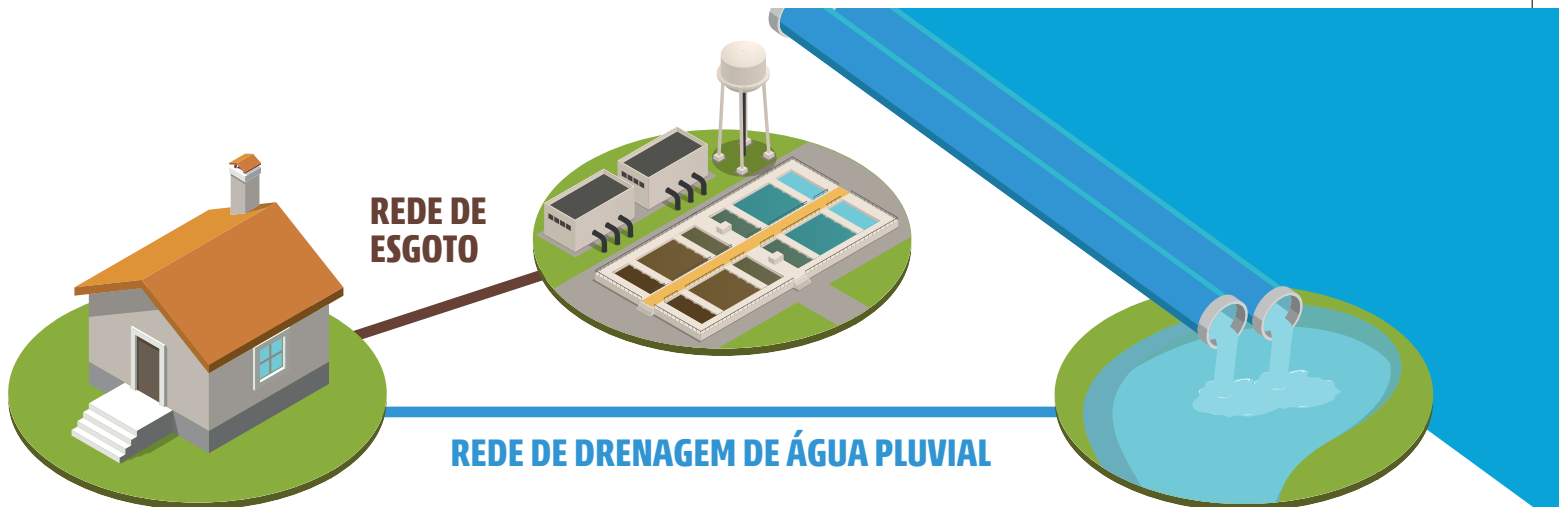 REDE DE
ESGOTO
REDE DE DRENAGEM DE ÁGUA PLUVIAL